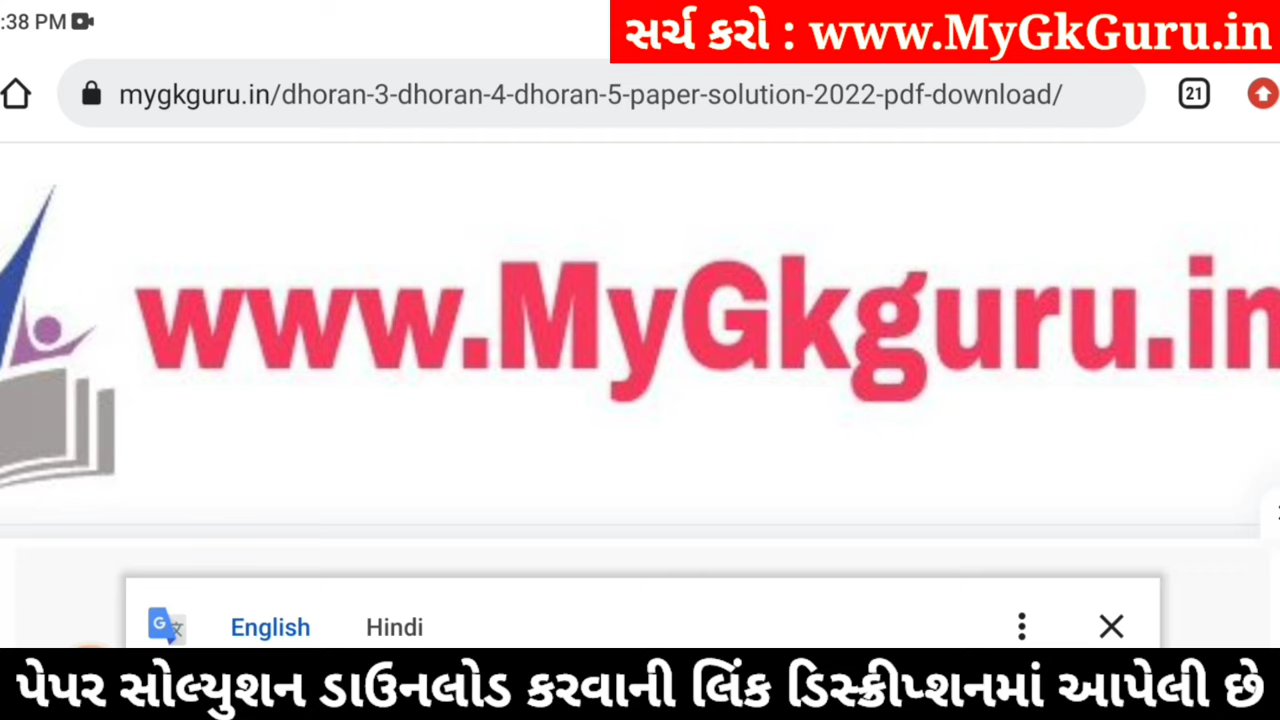 :38 PM
સર્ચ કરો : www.MyGkGuru.in
mygkguru.in/dhoran-3-dhoran-4-dhoran-5-paper-solution-2022-pdf-download/
21
www.MyGkguru.in
G 文
English Hindi
પેપર સોલ્યુશન ડાઉનલોડ કરવાની લિંક ડિસ્ક્રીપ્શનમાં આપેલી છે